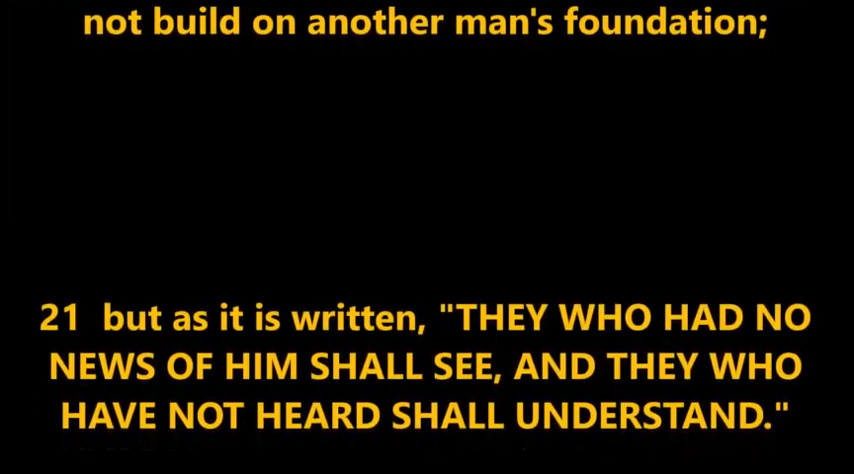 not build on another man's foundation;
21 but as it is written, "THEY WHO HAD NO
NEWS OF HIM SHALL SEE, AND THEY WHO
HAVE NOT HEARD SHALL UNDERSTAND."